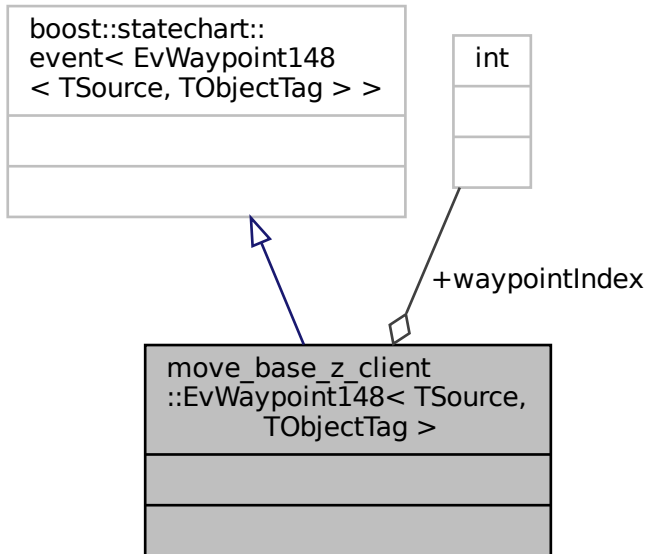 boost::statechart::
event< EvWaypoint148
< TSource, TObjectTag > >
int
+waypointIndex
move_base_z_client
::EvWaypoint148< TSource,
TObjectTag >